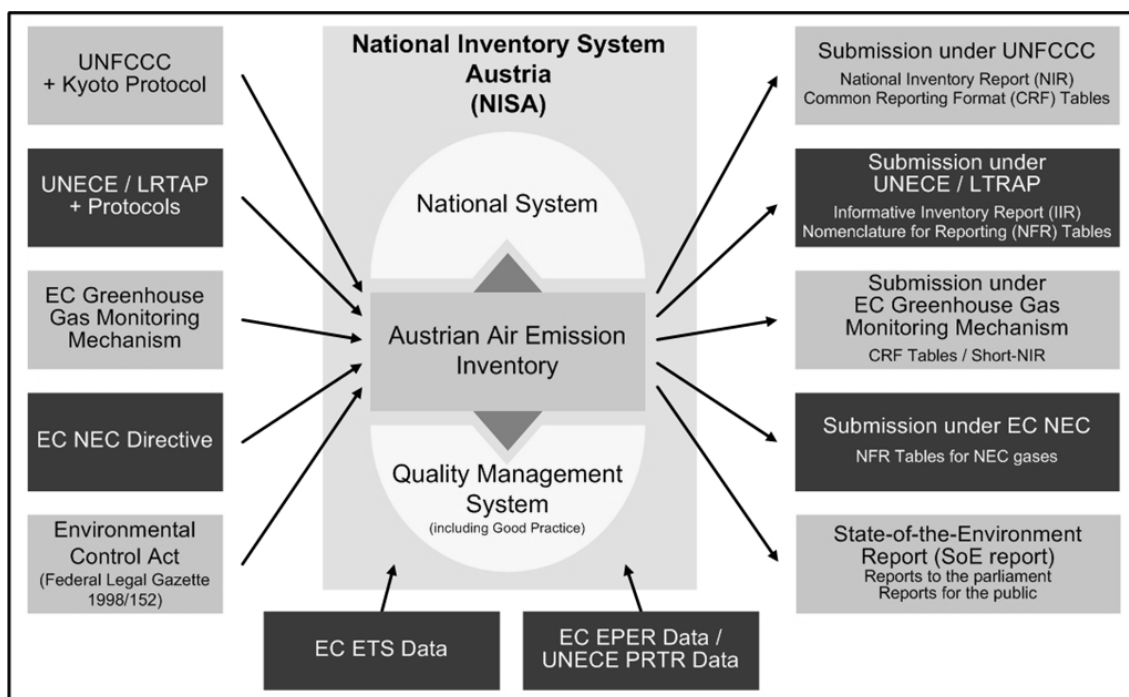 UNFCCC
+ Kyoto Protocol
UNECE / LRTAP
+ Protocols
EC Greenhouse
Gas Monitoring
Mechanism
EC NEC Directive
Environmental
Control Act
(Federal Legal Gazette
1998/152)
National Inventory System
Austria
(NISA)
National System
Austrian Air Emission
Inventory
Quality Management
System
(including Good Practice)
EC ETS Data
EC EPER Data /
UNECE PRTR Data
Submission under UNFCCC
National Inventory Report (NIR)
Common Reporting Format (CRF) Tables
Submission under
UNECE / LTRAP
Informative Inventory Report (IIR)
Nomenclature for Reporting (NFR) Tables
Submission under
EC Greenhouse Gas
Monitoring Mechanism
CRF Tables / Short-NIR
Submission under EC NEC
NFR Tables for NEC gases
State-of-the-Environment
Report (SoE report)
Reports to the parliament
Reports for the public